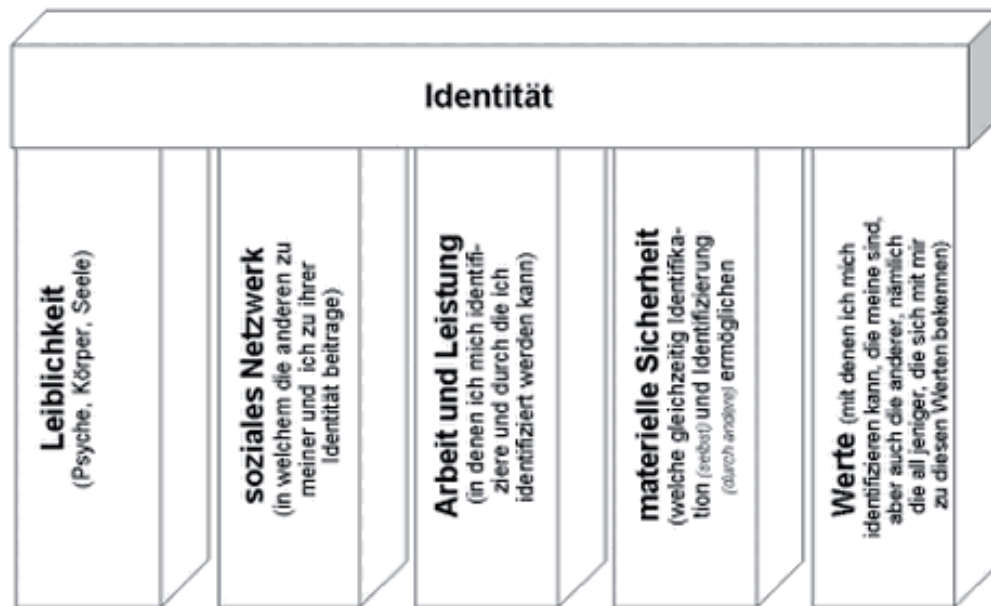 Identität
Leiblichkeit
(Psyche, Körper, Seele)
soziales Netzwerk
(in welchem die anderen zu
meiner und ich zu ihrer
Identität beitrage)
Arbeit und Leistung
(in denen ich mich identifi-
ziere und durch die ich
identifiziert werden kann)
materielle Sicherheit
(welche gleichzeitig Identifika-
tion (selbst) und Identifizierung
(durch andere) ermöglichen
Werte (mit denen ich mich
identifizieren kann, die meine sind,
aber auch die anderer, nämlich
die all jeniger, die sich mit mir
zu diesen Werten bekennen)